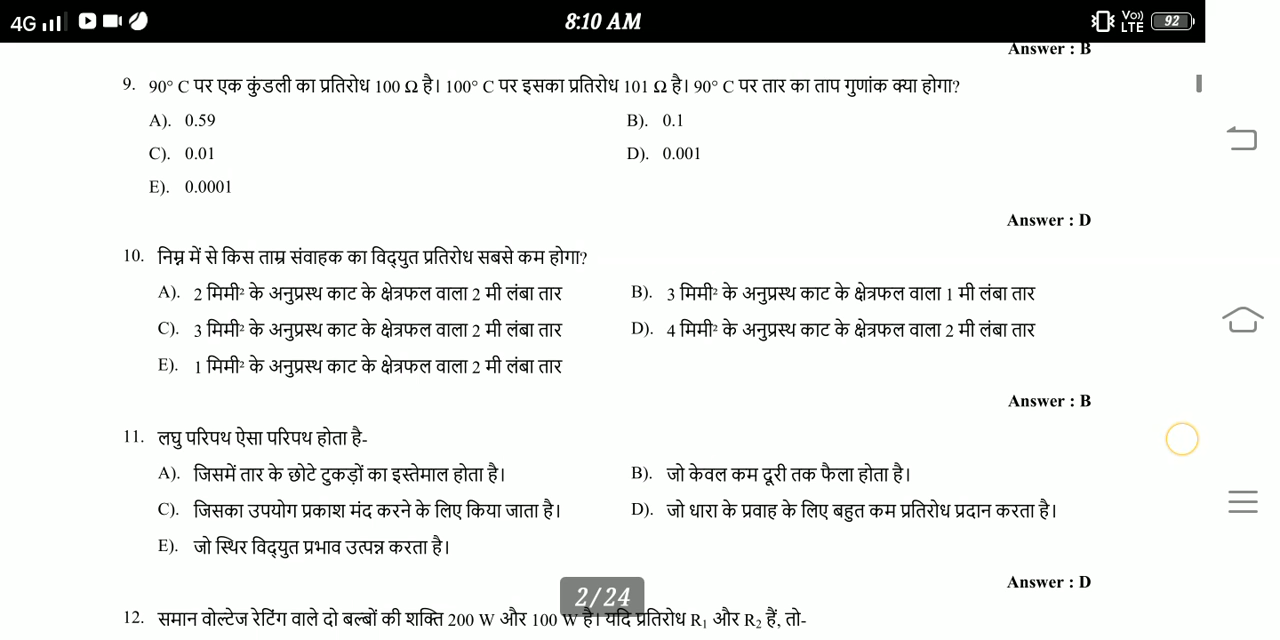 4G 8:10 AM Vo)) LTE 92
Answer : B
9. 90° C पर एक कुंडली का प्रतिरोध 100 Ω है। 100° C पर इसका प्रतिरोध 101 Ω है। 90° C पर तार का ताप गुणांक क्या होगा?
A). 0.59 B). 0.1
C). 0.01 D). 0.001
E). 0.0001
Answer : D
10. निम्न में से किस ताम्र संवाहक का विद्युत प्रतिरोध सबसे कम होगा?
A). 2 मिमी² के अनुप्रस्थ काट के क्षेत्रफल वाला 2 मी लंबा तार B). 3 मिमी² के अनुप्रस्थ काट के क्षेत्रफल वाला 1 मी लंबा तार
C). 3 मिमी² के अनुप्रस्थ काट के क्षेत्रफल वाला 2 मी लंबा तार D). 4 मिमी² के अनुप्रस्थ काट के क्षेत्रफल वाला 2 मी लंबा तार
E). 1 मिमी² के अनुप्रस्थ काट के क्षेत्रफल वाला 2 मी लंबा तार
Answer : B
11. लघु परिपथ ऐसा परिपथ होता है-
A). जिसमें तार के छोटे टुकड़ों का इस्तेमाल होता है। B). जो केवल कम दूरी तक फैला होता है।
C). जिसका उपयोग प्रकाश मंद करने के लिए किया जाता है। D). जो धारा के प्रवाह के लिए बहुत कम प्रतिरोध प्रदान करता है।
E). जो स्थिर विद्युत प्रभाव उत्पन्न करता है।
Answer : D
2/24
12. समान वोल्टेज रेटिंग वाले दो बल्बों की शक्ति 200 W और 100 W है। यदि प्रतिरोध R₁ और R₂ हैं, तो-